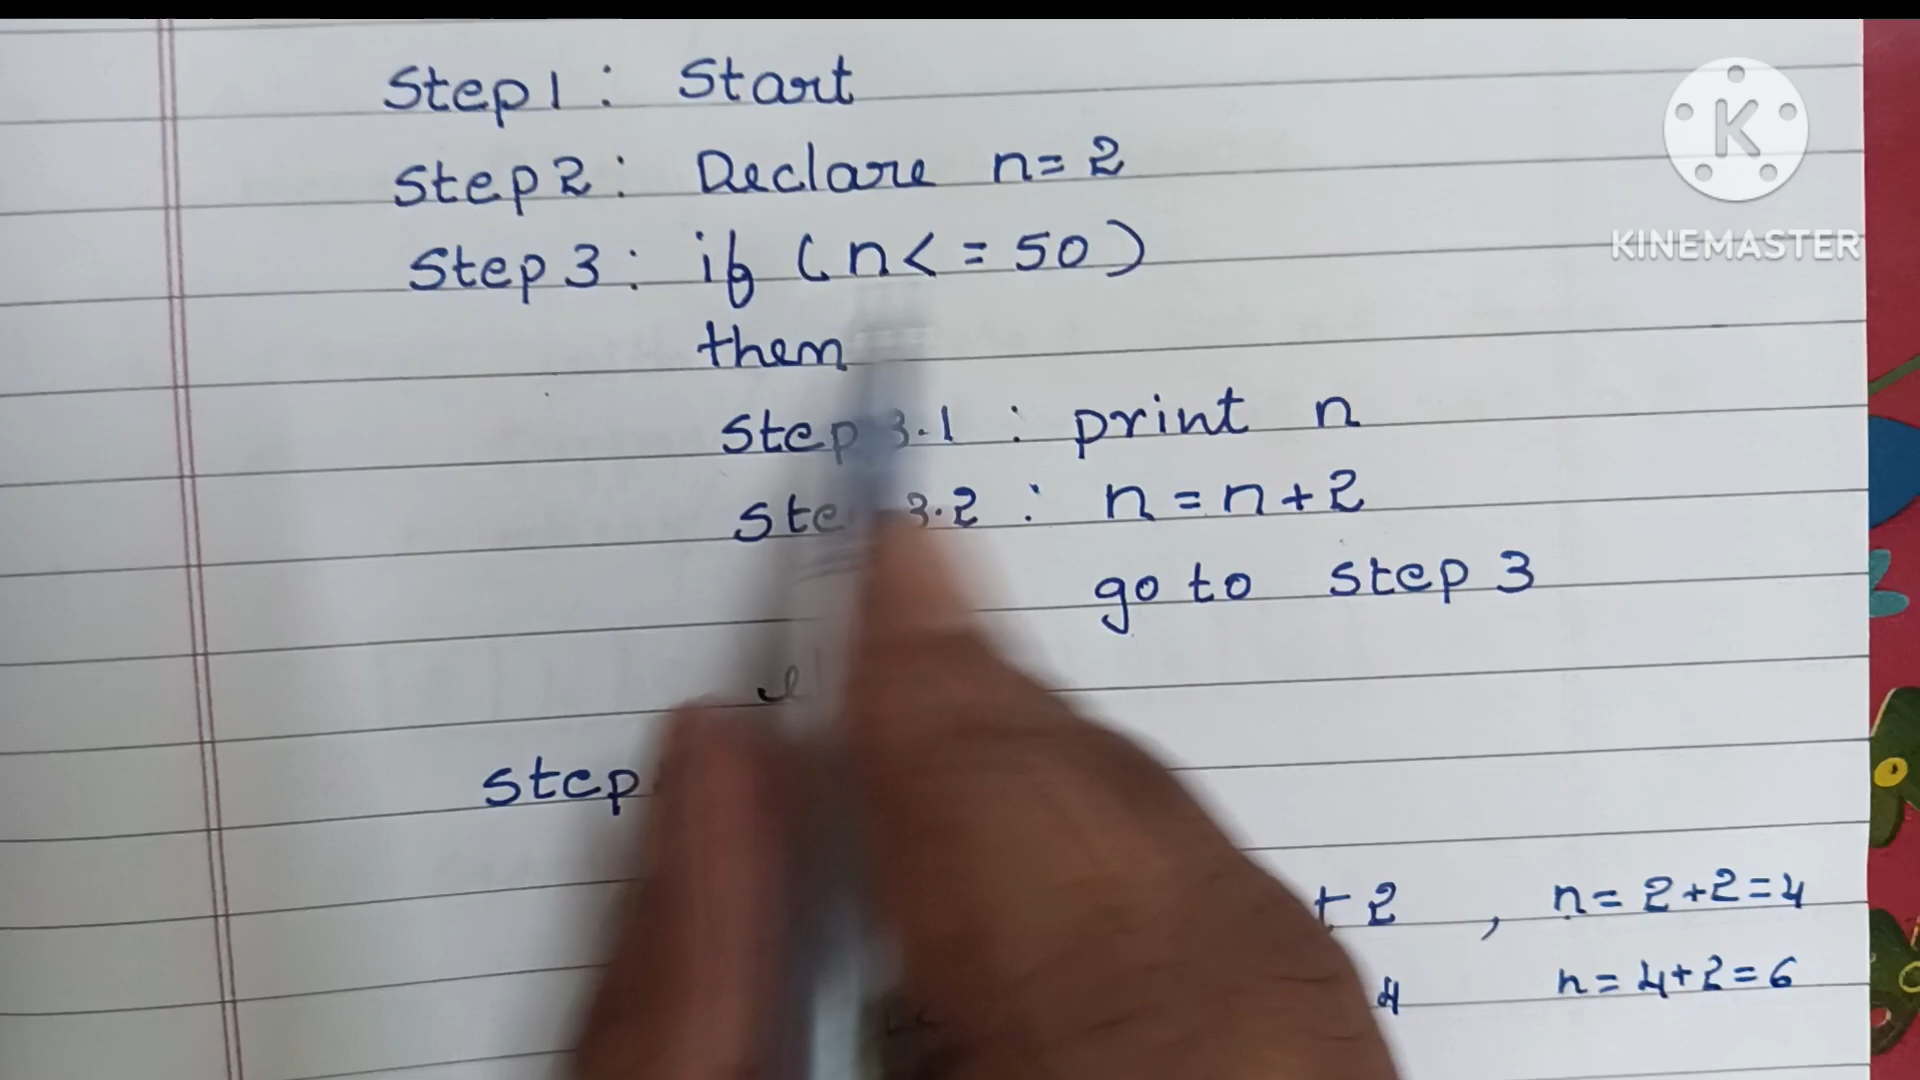 Step 1 : Start
Step 2 : Declare n = 2
Step 3 : if (n <= 50)
then
Step 3.1 : print n
3.2 : n = n + 2
go to step 3
step
2 , n = 2 + 2 = 4
4 n = 4 + 2 = 6
K
KINEMASTER